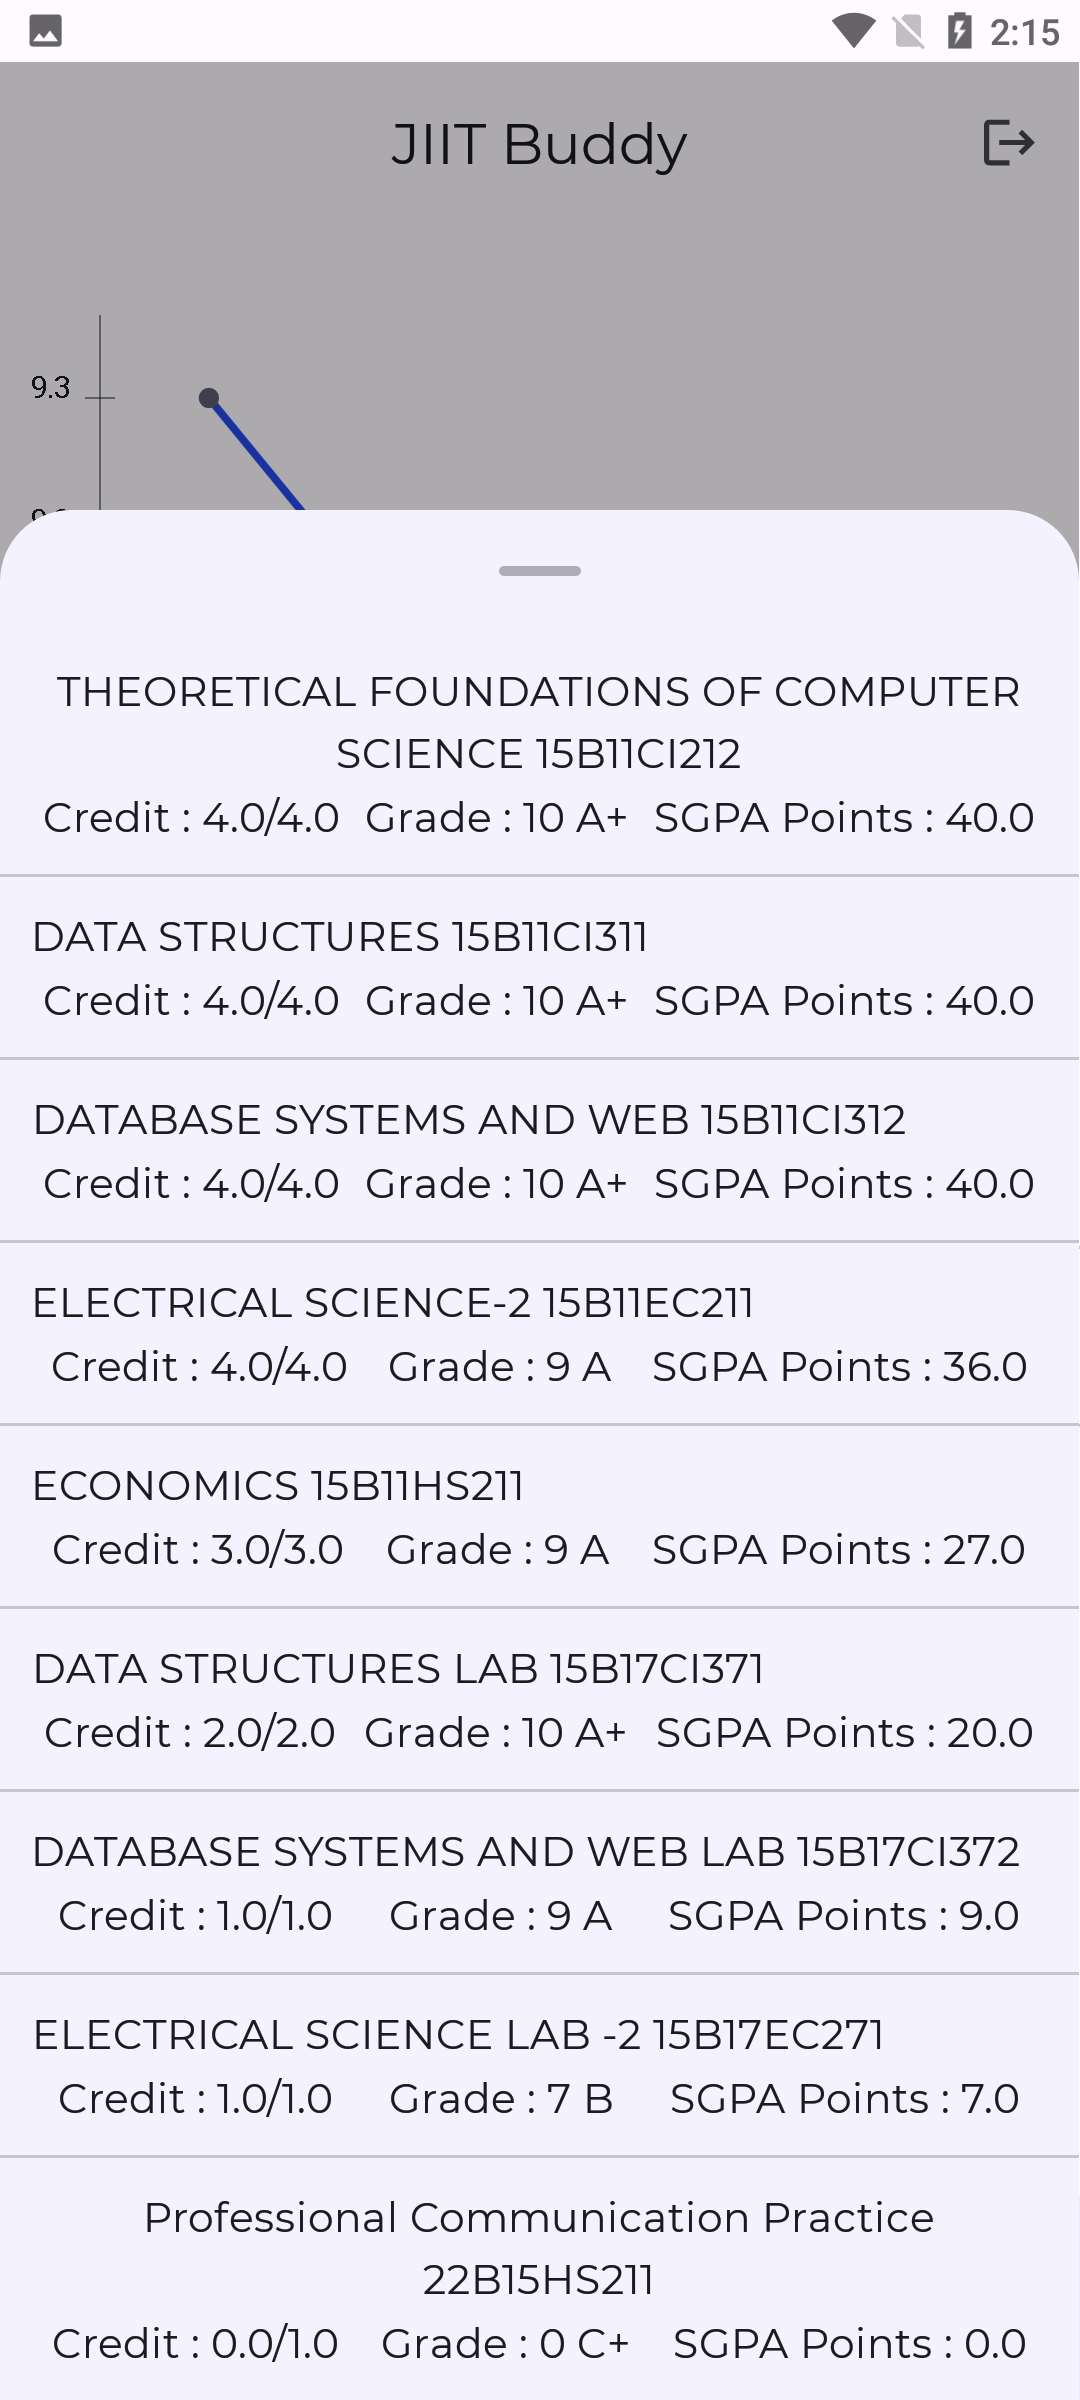 2:15
JIIT Buddy
9.3
THEORETICAL FOUNDATIONS OF COMPUTER
SCIENCE 15B11CI212
Credit : 4.0/4.0 Grade : 10 A+ SGPA Points : 40.0
DATA STRUCTURES 15B11CI311
Credit : 4.0/4.0 Grade : 10 A+ SGPA Points : 40.0
DATABASE SYSTEMS AND WEB 15B11CI312
Credit : 4.0/4.0 Grade : 10 A+ SGPA Points : 40.0
ELECTRICAL SCIENCE-2 15B11EC211
Credit : 4.0/4.0 Grade : 9 A SGPA Points : 36.0
ECONOMICS 15B11HS211
Credit : 3.0/3.0 Grade : 9 A SGPA Points : 27.0
DATA STRUCTURES LAB 15B17CI371
Credit : 2.0/2.0 Grade : 10 A+ SGPA Points : 20.0
DATABASE SYSTEMS AND WEB LAB 15B17CI372
Credit : 1.0/1.0 Grade : 9 A SGPA Points : 9.0
ELECTRICAL SCIENCE LAB -2 15B17EC271
Credit : 1.0/1.0 Grade : 7 B SGPA Points : 7.0
Professional Communication Practice
22B15HS211
Credit : 0.0/1.0 Grade : 0 C+ SGPA Points : 0.0